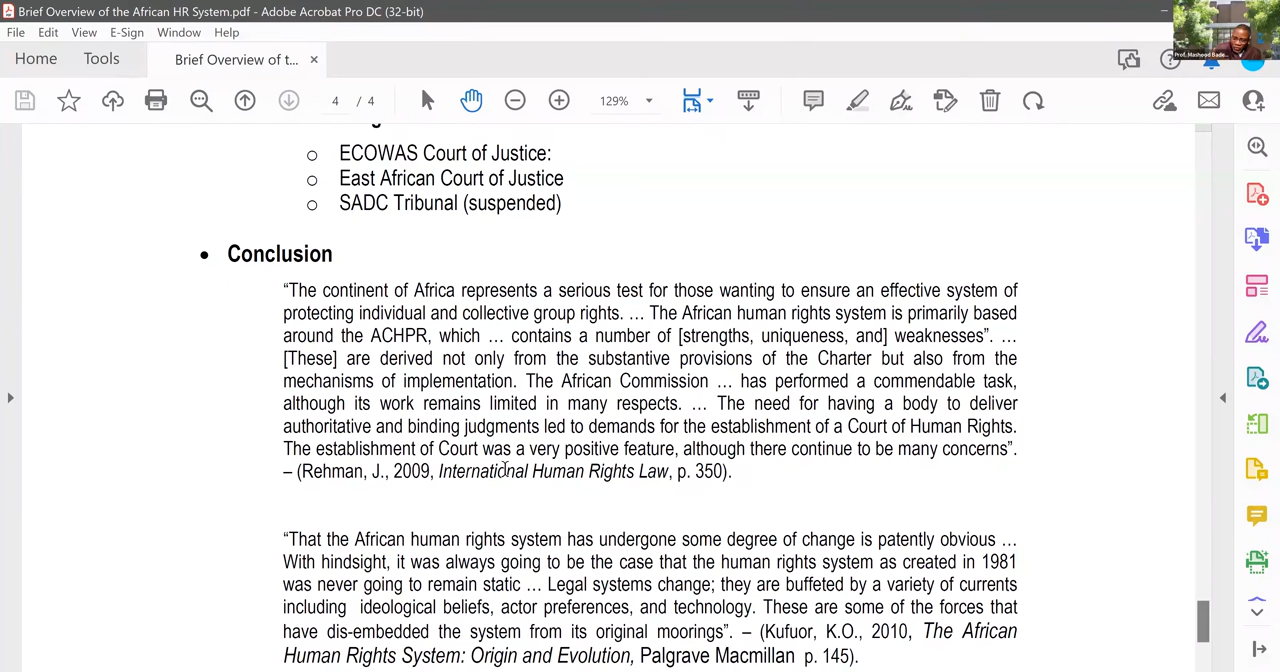 Brief Overview of the African HR System.pdf - Adobe Acrobat Pro DC (32-bit)
File Edit View E-Sign Window Help
Home Tools Brief Overview of t... ×
4 / 4 129%
ECOWAS Court of Justice:
East African Court of Justice
SADC Tribunal (suspended)
Conclusion
“The continent of Africa represents a serious test for those wanting to ensure an effective system of
protecting individual and collective group rights. … The African human rights system is primarily based
around the ACHPR, which … contains a number of [strengths, uniqueness, and] weaknesses”. …
[These] are derived not only from the substantive provisions of the Charter but also from the
mechanisms of implementation. The African Commission … has performed a commendable task,
although its work remains limited in many respects. … The need for having a body to deliver
authoritative and binding judgments led to demands for the establishment of a Court of Human Rights.
The establishment of Court was a very positive feature, although there continue to be many concerns”.
– (Rehman, J., 2009, International Human Rights Law, p. 350).
“That the African human rights system has undergone some degree of change is patently obvious …
With hindsight, it was always going to be the case that the human rights system as created in 1981
was never going to remain static … Legal systems change; they are buffeted by a variety of currents
including ideological beliefs, actor preferences, and technology. These are some of the forces that
have dis-embedded the system from its original moorings”. – (Kufuor, K.O., 2010, The African
Human Rights System: Origin and Evolution, Palgrave Macmillan p. 145).